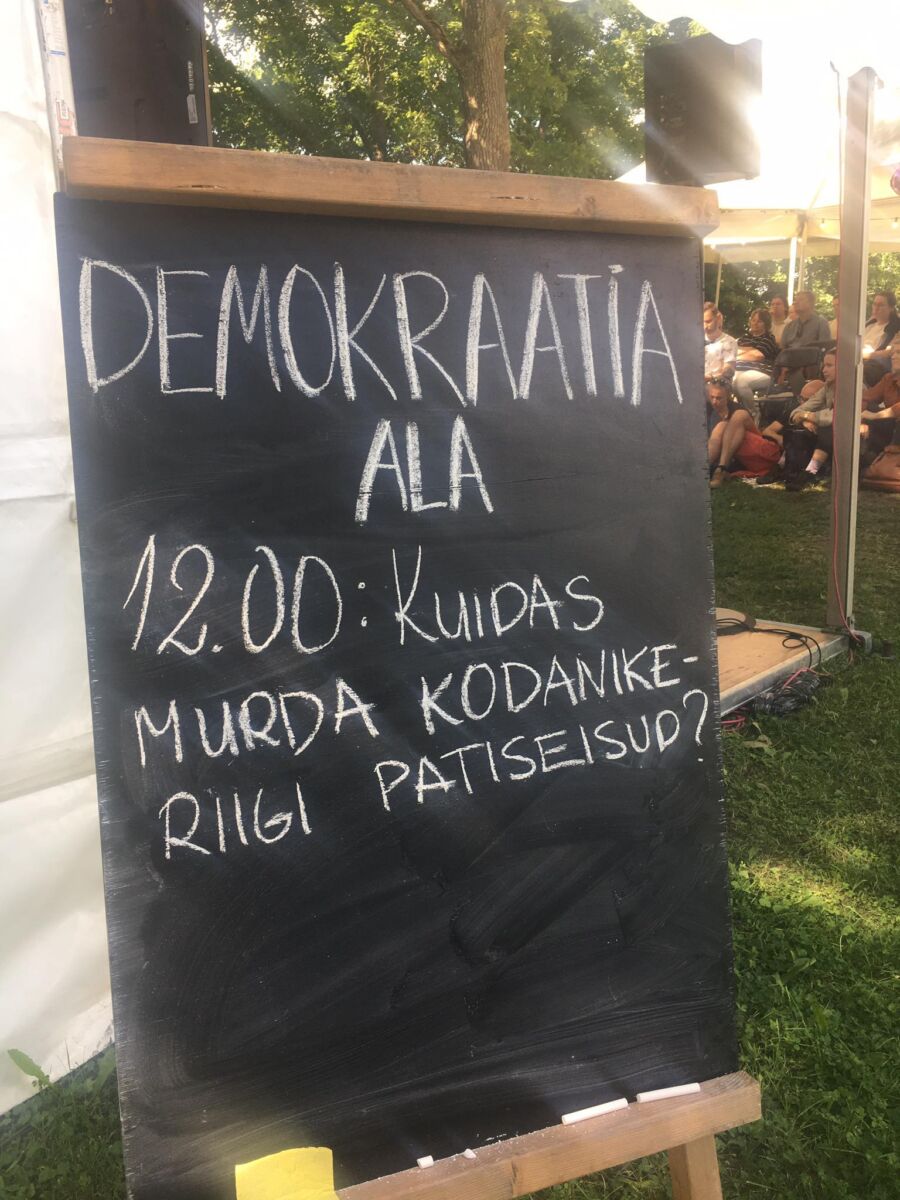 DEMOKRAATIA
ALA
12.00: KUIDAS
MURDA KODANIKE-
RIIGI PATISEISUD?